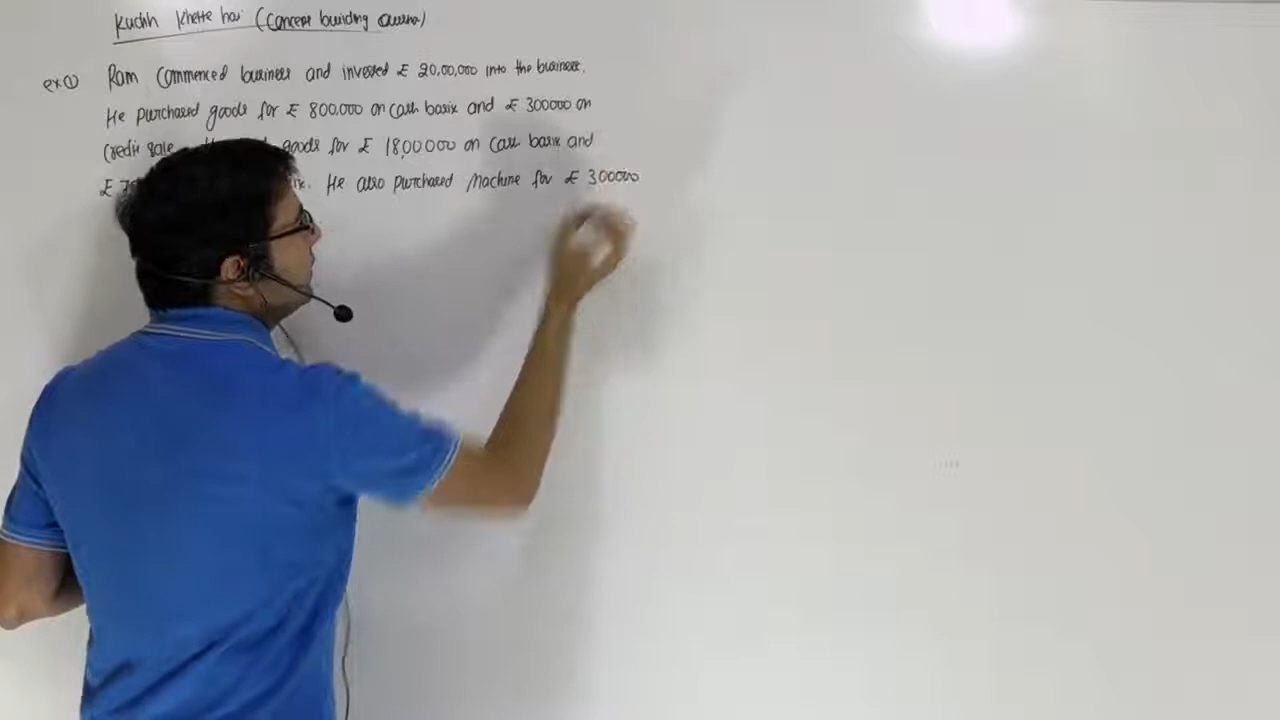 Kuchh Khette hai (Concept building
ex① Ram Commenced business and invested £ 20,00,000 into the business.
He purchased goods for £ 800,000 on cash basis and £ 300000 on
Credit sale goods for £ 18,00000 on cash basis and
£ He also purchased Machine for £ 300000